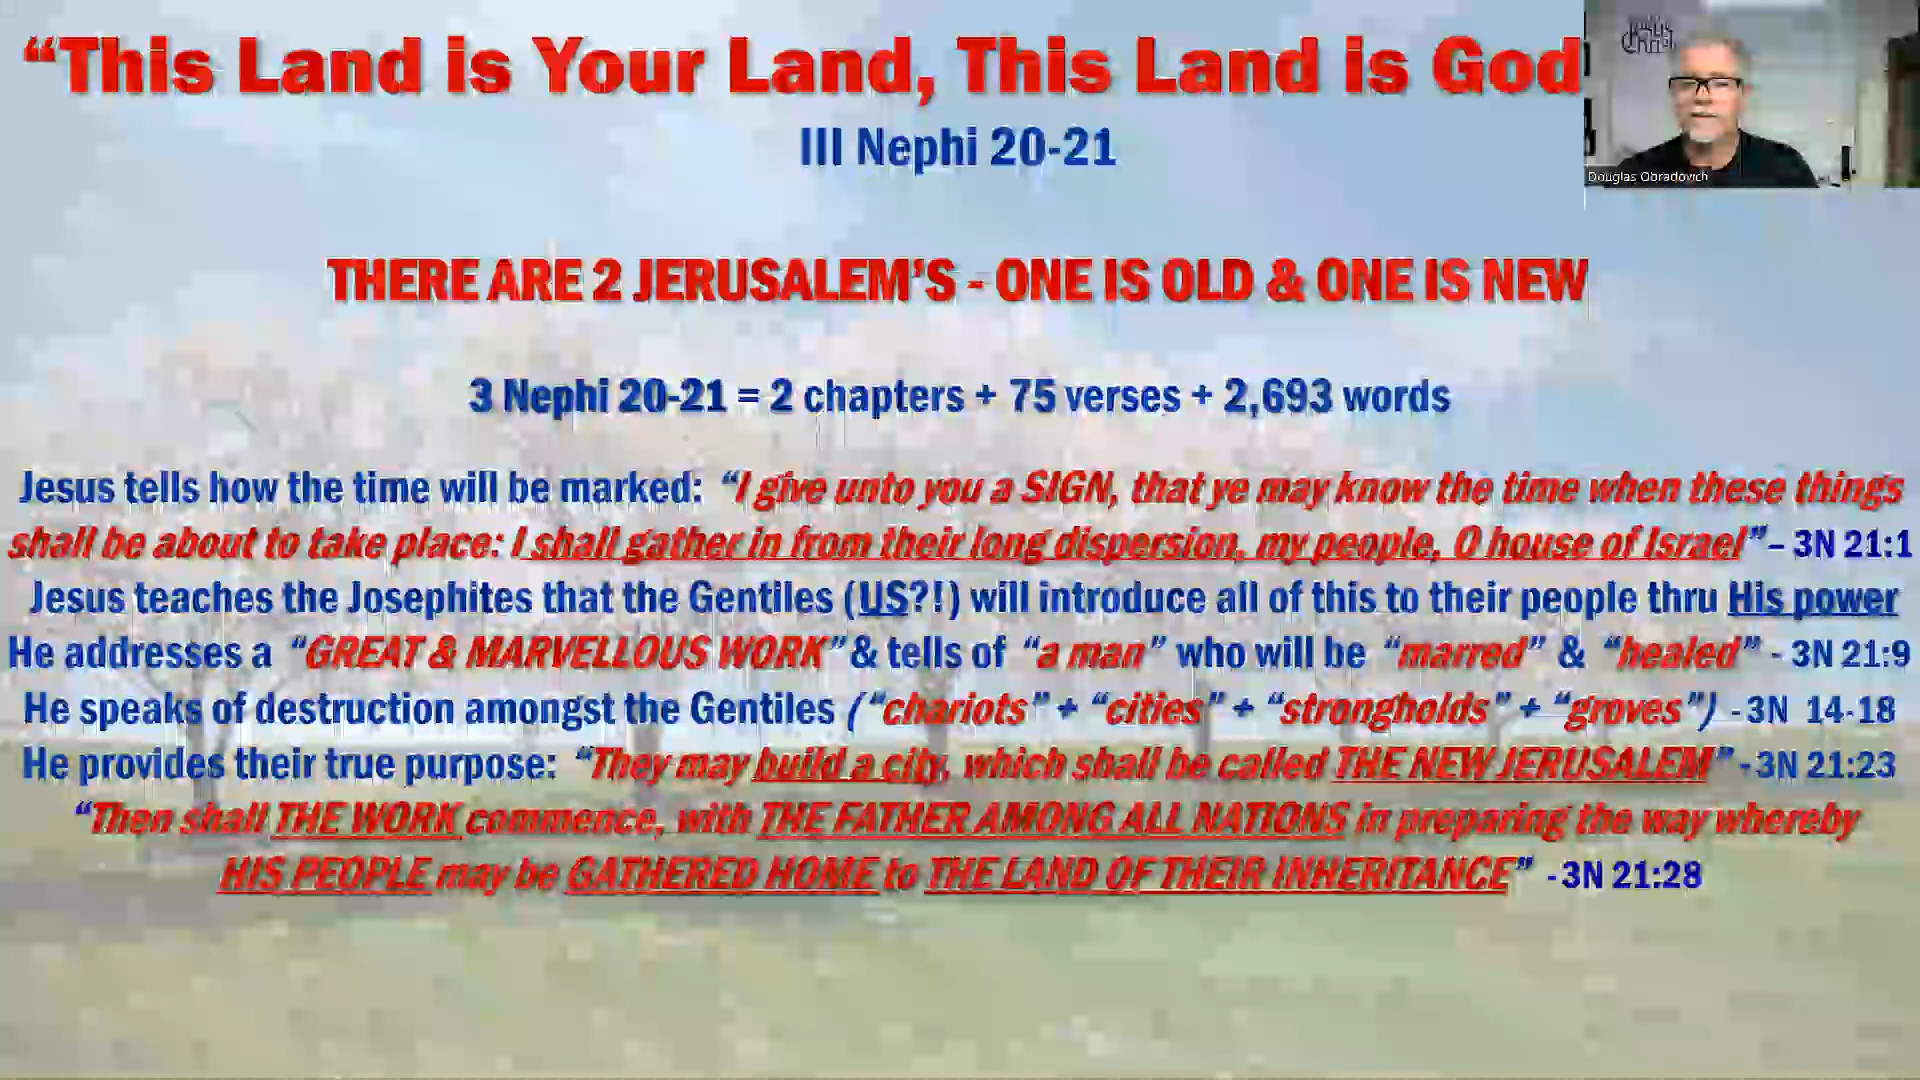 “This Land is Your Land, This Land is God
III Nephi 20-21
Jesus
Christ
Douglas Obradovich
THERE ARE 2 JERUSALEM’S - ONE IS OLD & ONE IS NEW
3 Nephi 20-21 = 2 chapters + 75 verses + 2,693 words
Jesus tells how the time will be marked: “I give unto you a SIGN, that ye may know the time when these things
shall be about to take place: I shall gather in from their long dispersion, my people, O house of Israel” – 3N 21:1
Jesus teaches the Josephites that the Gentiles (US?!) will introduce all of this to their people thru His power
He addresses a “GREAT & MARVELLOUS WORK” & tells of “a man” who will be “marred” & “healed” - 3N 21:9
He speaks of destruction amongst the Gentiles (“chariots” + “cities” + “strongholds” + “groves”) - 3N 14-18
He provides their true purpose: “They may build a city, which shall be called THE NEW JERUSALEM” - 3N 21:23
“Then shall THE WORK commence, with THE FATHER AMONG ALL NATIONS in preparing the way whereby
HIS PEOPLE may be GATHERED HOME to THE LAND OF THEIR INHERITANCE” - 3N 21:28